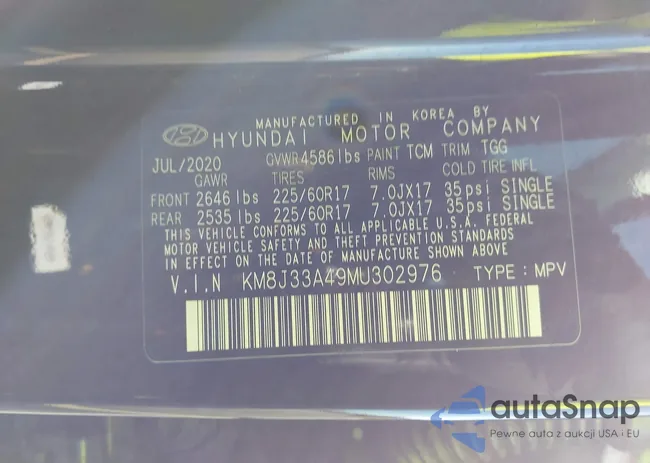 MANUFACTURED IN KOREA BY
HYUNDAI MOTOR COMPANY
JUL/2020 GVWR 4586lbs PAINT TCM TRIM TGG
GAWR TIRES RIMS COLD TIRE INFL
FRONT 2646 lbs 225/60R17 7.0JX17 35psi SINGLE
REAR 2535 lbs 225/60R17 7.0JX17 35psi SINGLE
THIS VEHICLE CONFORMS TO ALL APPLICABLE U.S.A. FEDERAL
MOTOR VEHICLE SAFETY AND THEFT PREVENTION STANDARDS
IN EFFECT ON THE DATE OF MANUFACTURE SHOWN ABOVE
V.I.N KM8J33A49MU302976 TYPE : MPV
autaSnap
Pewne auta z aukcji USA i EU